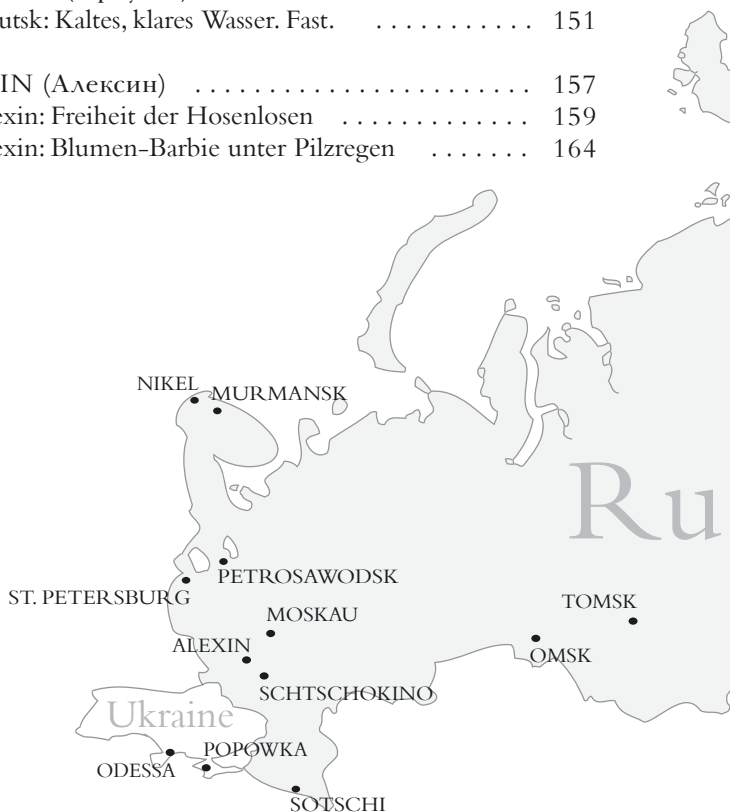 utsk: Kaltes, klares Wasser. Fast. ........... 151
IN (Алексин) ........................ 157
exin: Freiheit der Hosenlosen ............. 159
exin: Blumen-Barbie unter Pilzregen ....... 164
NIKEL
MURMANSK
Ru
PETROSAWODSK
ST. PETERSBURG
TOMSK
MOSKAU
ALEXIN
OMSK
SCHTSCHOKINO
Ukraine
POPOWKA
ODESSA
SOTSCHI